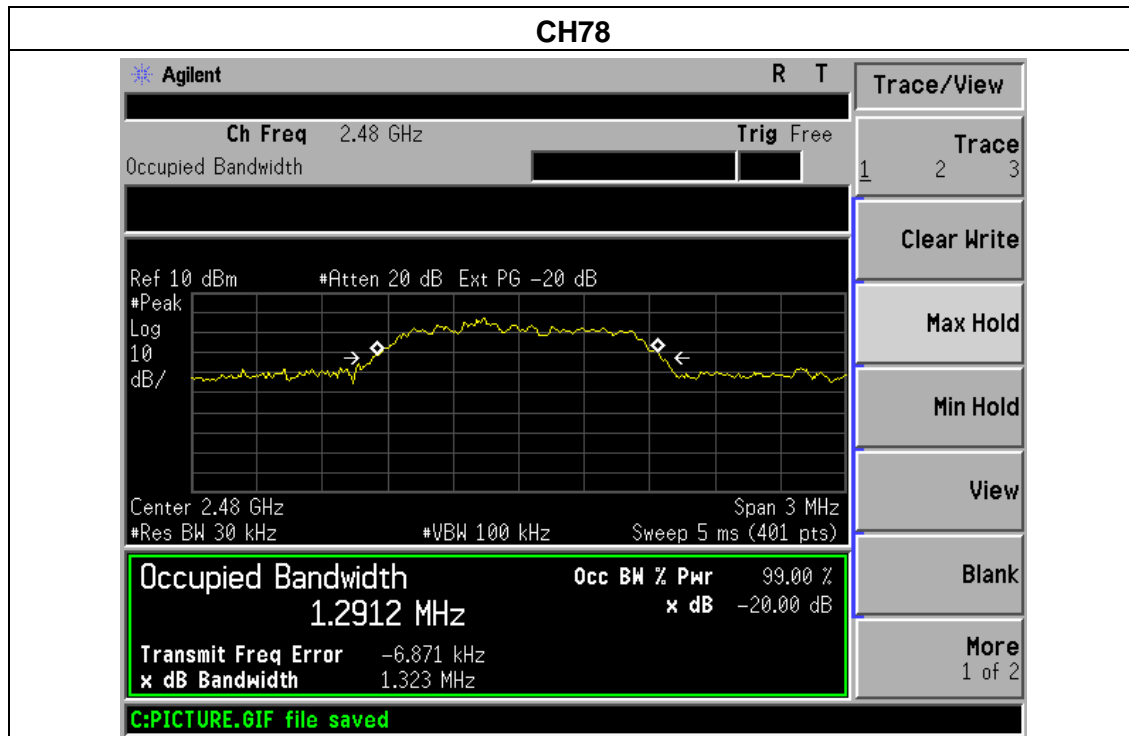 CH78
Agilent R T
Ch Freq 2.48 GHz Trig Free
Occupied Bandwidth
Ref 10 dBm #Atten 20 dB Ext PG -20 dB
#Peak
Log
10
dB/
Center 2.48 GHz Span 3 MHz
#Res BW 30 kHz #VBW 100 kHz Sweep 5 ms (401 pts)
Occupied Bandwidth Occ BW % Pwr 99.00 %
1.2912 MHz x dB -20.00 dB
Transmit Freq Error -6.871 kHz
x dB Bandwidth 1.323 MHz
C:PICTURE.GIF file saved
Trace/View
Trace
1 2 3
Clear Write
Max Hold
Min Hold
View
Blank
More
1 of 2